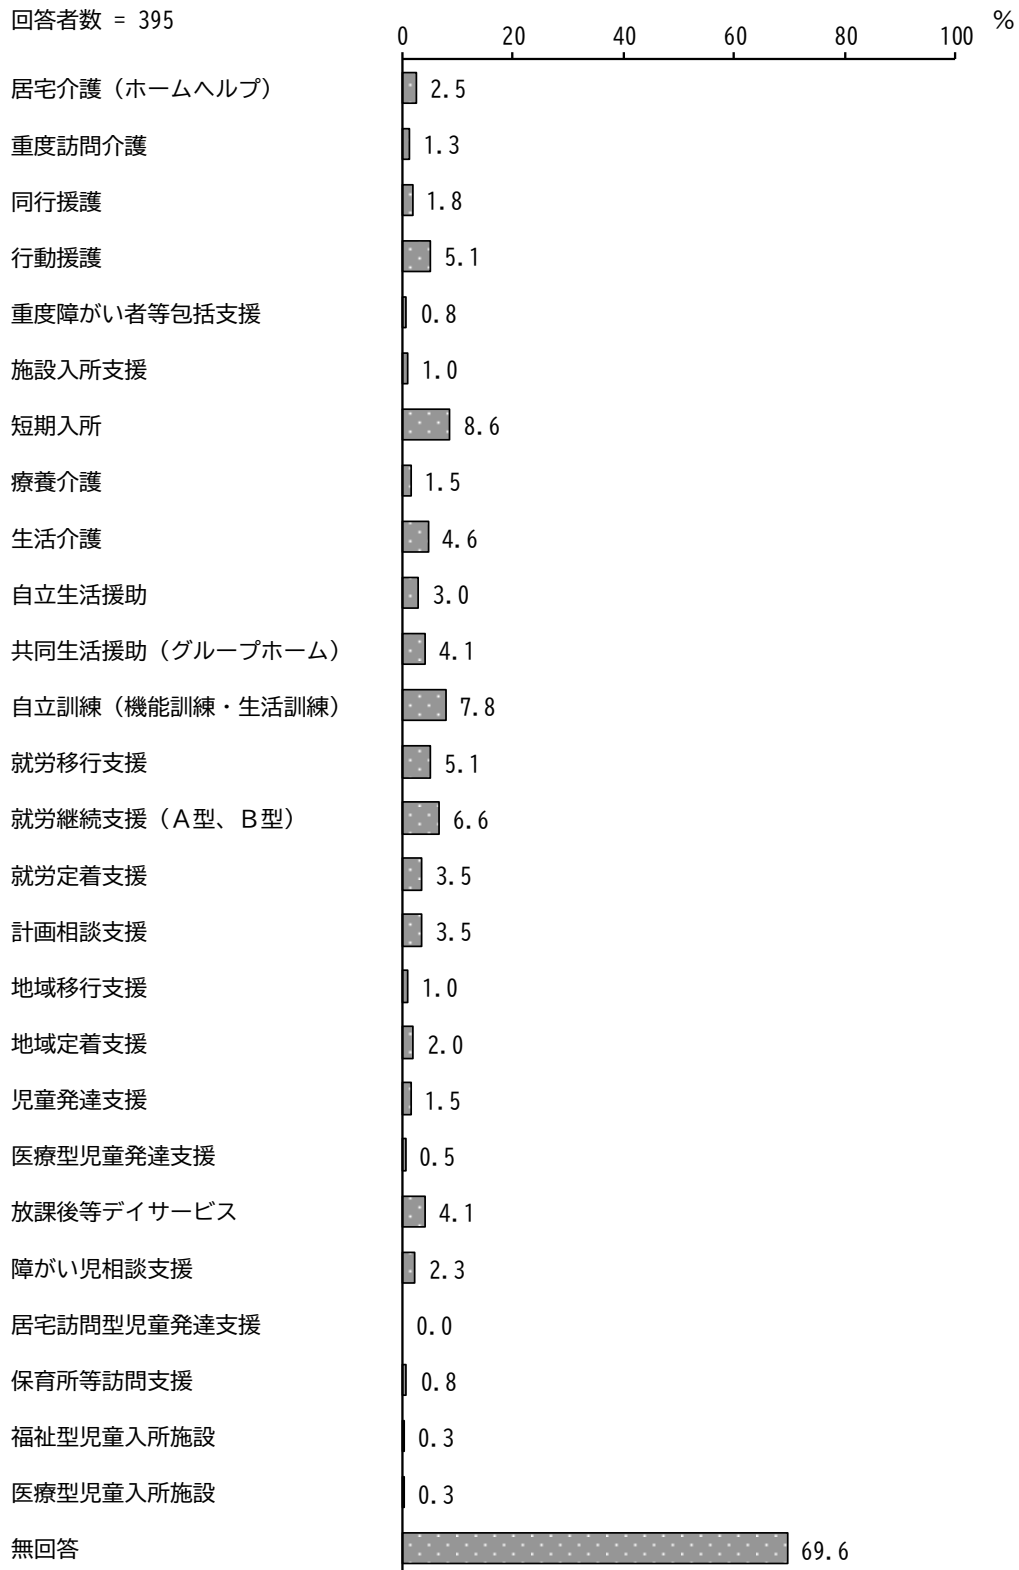 回答者数 = 395
%
0 20 40 60 80 100
居宅介護（ホームヘルプ） 2.5
重度訪問介護 1.3
同行援護 1.8
行動援護 5.1
重度障がい者等包括支援 0.8
施設入所支援 1.0
短期入所 8.6
療養介護 1.5
生活介護 4.6
自立生活援助 3.0
共同生活援助（グループホーム） 4.1
自立訓練（機能訓練・生活訓練） 7.8
就労移行支援 5.1
就労継続支援（Ａ型、Ｂ型） 6.6
就労定着支援 3.5
計画相談支援 3.5
地域移行支援 1.0
地域定着支援 2.0
児童発達支援 1.5
医療型児童発達支援 0.5
放課後等デイサービス 4.1
障がい児相談支援 2.3
居宅訪問型児童発達支援 0.0
保育所等訪問支援 0.8
福祉型児童入所施設 0.3
医療型児童入所施設 0.3
無回答 69.6